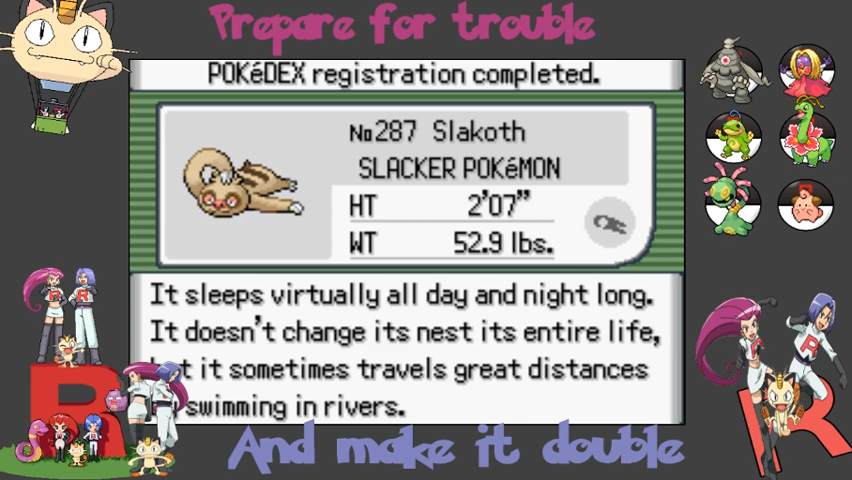 Prepare for trouble
POKéDEX registration completed.
No287 Slakoth
SLACKER POKéMON
HT 2'07"
WT 52.9 lbs.
It sleeps virtually all day and night long.
It doesn't change its nest its entire life,
it sometimes travels great distances
swimming in rivers.
R
R
And make it double